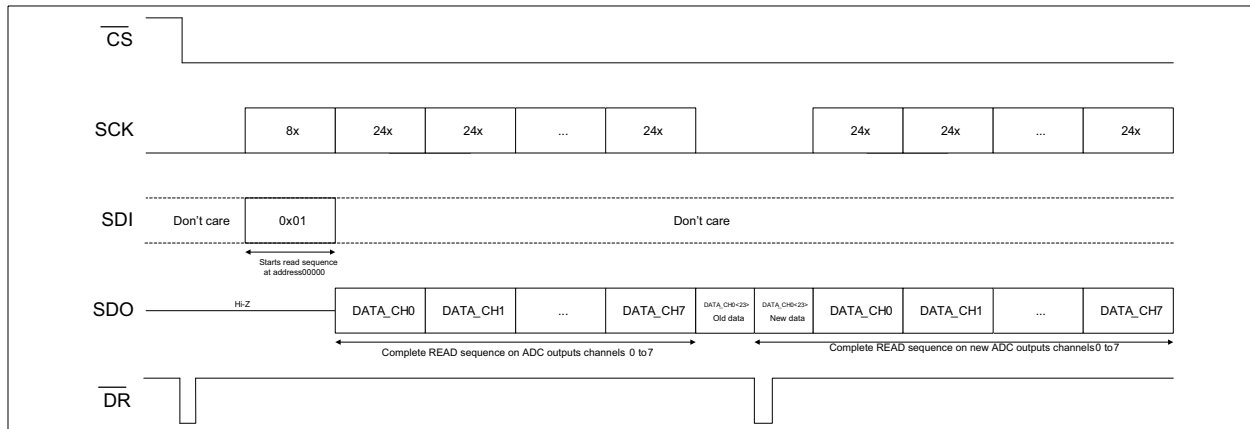 CS
SCK
8x 24x 24x ... 24x 24x 24x ... 24x
SDI
Don't care 0x01 Don't care
Starts read sequence
at address00000
SDO
Hi-Z
DATA_CH0 DATA_CH1 ... DATA_CH7 DATA_CH0<23> DATA_CH0<23> DATA_CH0 DATA_CH1 ... DATA_CH7
Old data New data
Complete READ sequence on ADC outputs channels 0 to7 Complete READ sequence on new ADC outputs channels0 to7
DR